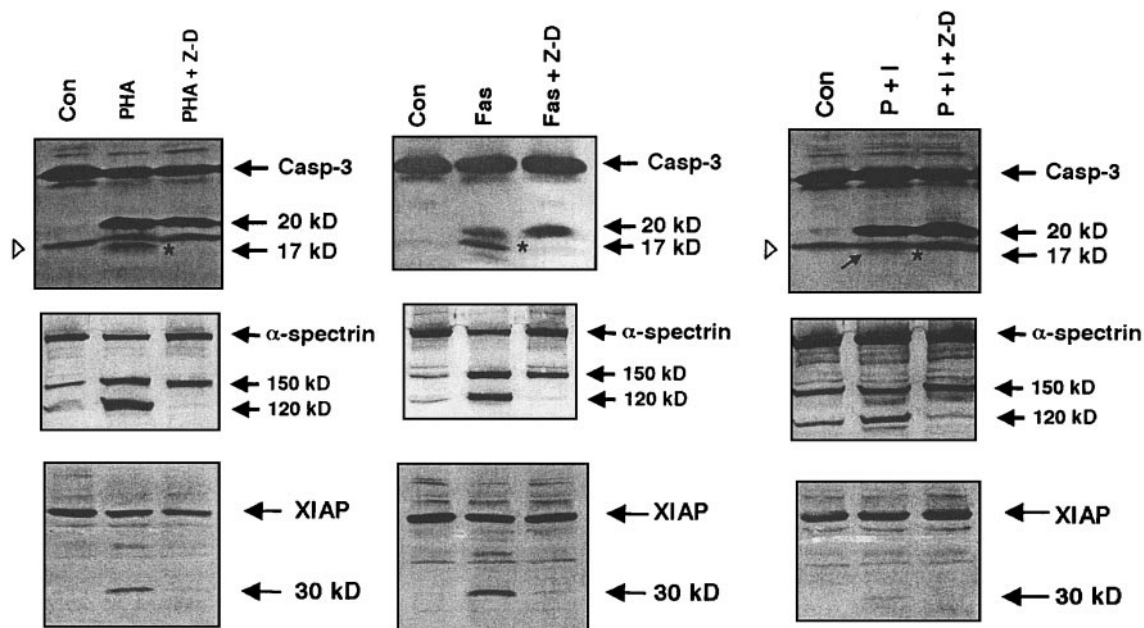 Con PHA PHA + Z-D
Casp-3
20 kD
17 kD
*
α-spectrin
150 kD
120 kD
XIAP
30 kD
Con Fas Fas + Z-D
Casp-3
20 kD
17 kD
*
α-spectrin
150 kD
120 kD
XIAP
30 kD
Con P + I P + I + Z-D
Casp-3
20 kD
17 kD
*
α-spectrin
150 kD
120 kD
XIAP
30 kD